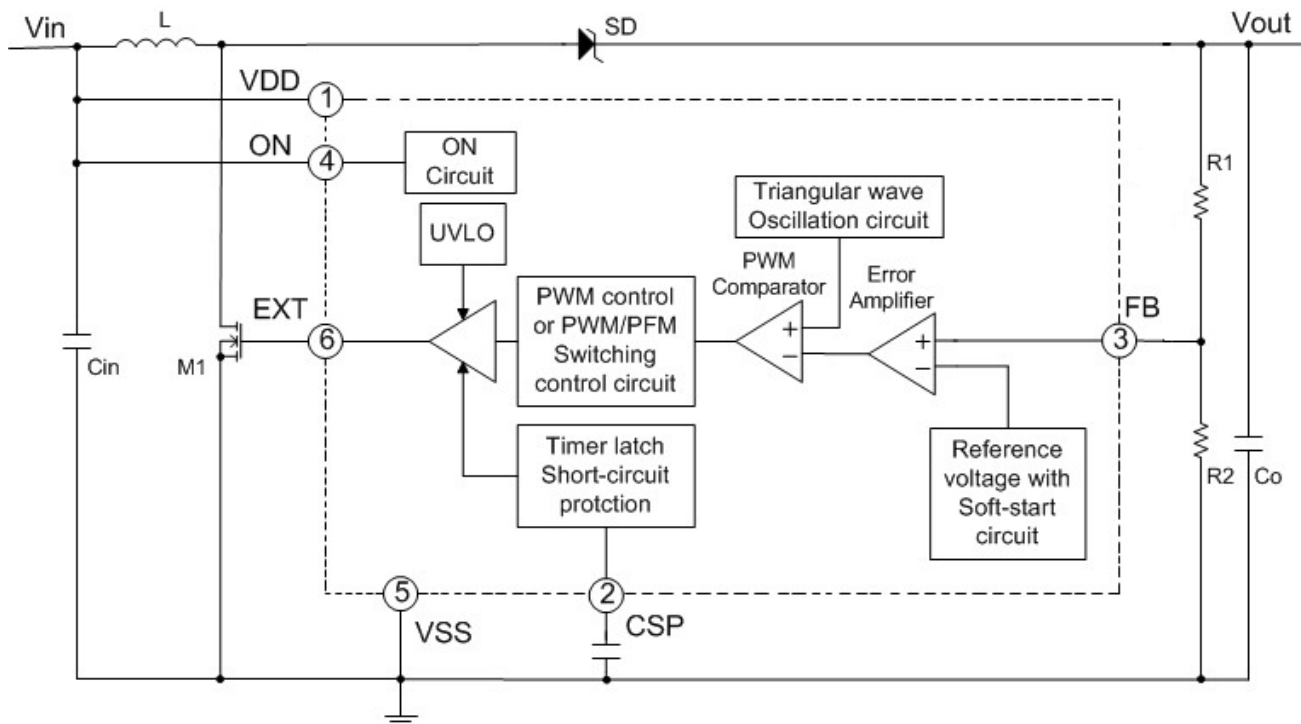 Vin
L
SD
Vout
VDD
1
ON
4
ON
Circuit
R1
Triangular wave
Oscillation circuit
UVLO
PWM
Comparator
Error
Amplifier
EXT
6
PWM control
or PWM/PFM
Switching
control circuit
+
−
+
−
FB
3
Cin
M1
Timer latch
Short-circuit
protction
Reference
voltage with
Soft-start
circuit
R2
Co
5
VSS
2
CSP